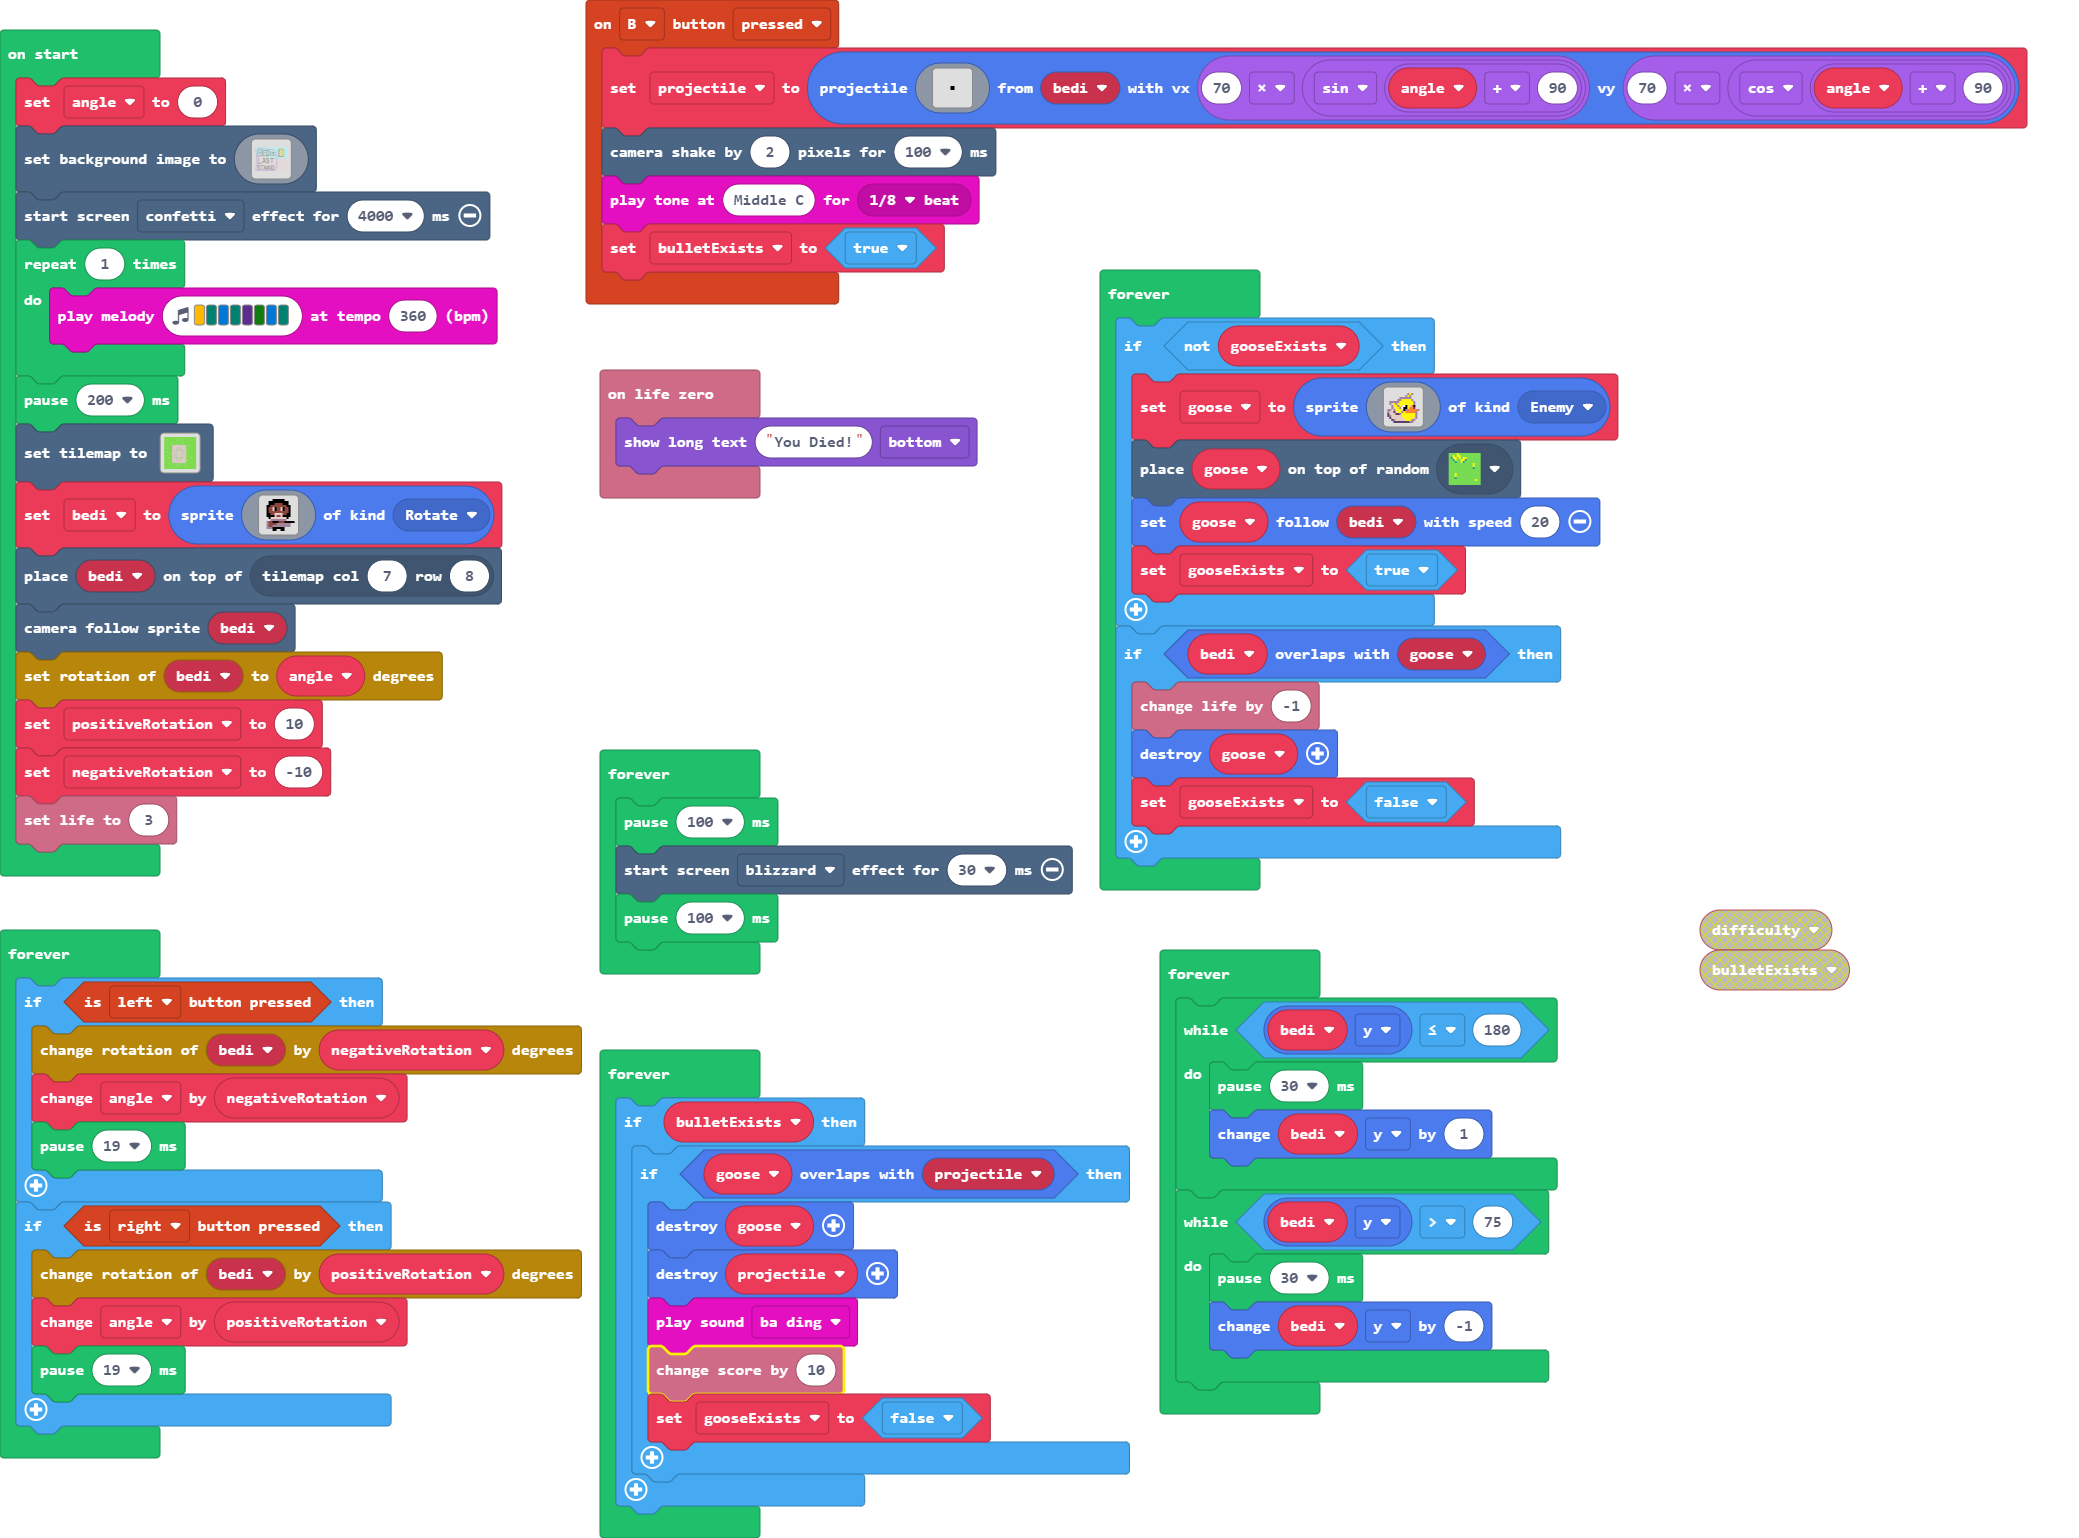 on start
set angle to 0
set background image to
start screen confetti effect for 4000 ms
repeat 1 times
do
play melody at tempo 360 (bpm)
pause 200 ms
set tilemap to
set bedi to sprite of kind Rotate
place bedi on top of tilemap col 7 row 8
camera follow sprite bedi
set rotation of bedi to angle degrees
set positiveRotation to 10
set negativeRotation to -10
set life to 3
forever
if is left button pressed then
change rotation of bedi by negativeRotation degrees
change angle by negativeRotation
pause 19 ms
if is right button pressed then
change rotation of bedi by positiveRotation degrees
change angle by positiveRotation
pause 19 ms
on B button pressed
set projectile to projectile from bedi with vx 70 × sin angle + 90 vy 70 × cos angle + 90
camera shake by 2 pixels for 100 ms
play tone at Middle C for 1/8 beat
set bulletExists to true
on life zero
show long text "You Died!" bottom
forever
pause 100 ms
start screen blizzard effect for 30 ms
pause 100 ms
forever
if bulletExists then
if goose overlaps with projectile then
destroy goose
destroy projectile
play sound ba ding
change score by 10
set gooseExists to false
forever
if not gooseExists then
set goose to sprite of kind Enemy
place goose on top of random
set goose follow bedi with speed 20
set gooseExists to true
if bedi overlaps with goose then
change life by -1
destroy goose
set gooseExists to false
forever
while bedi y ≤ 180
do
pause 30 ms
change bedi y by 1
while bedi y > 75
do
pause 30 ms
change bedi y by -1
difficulty
bulletExists